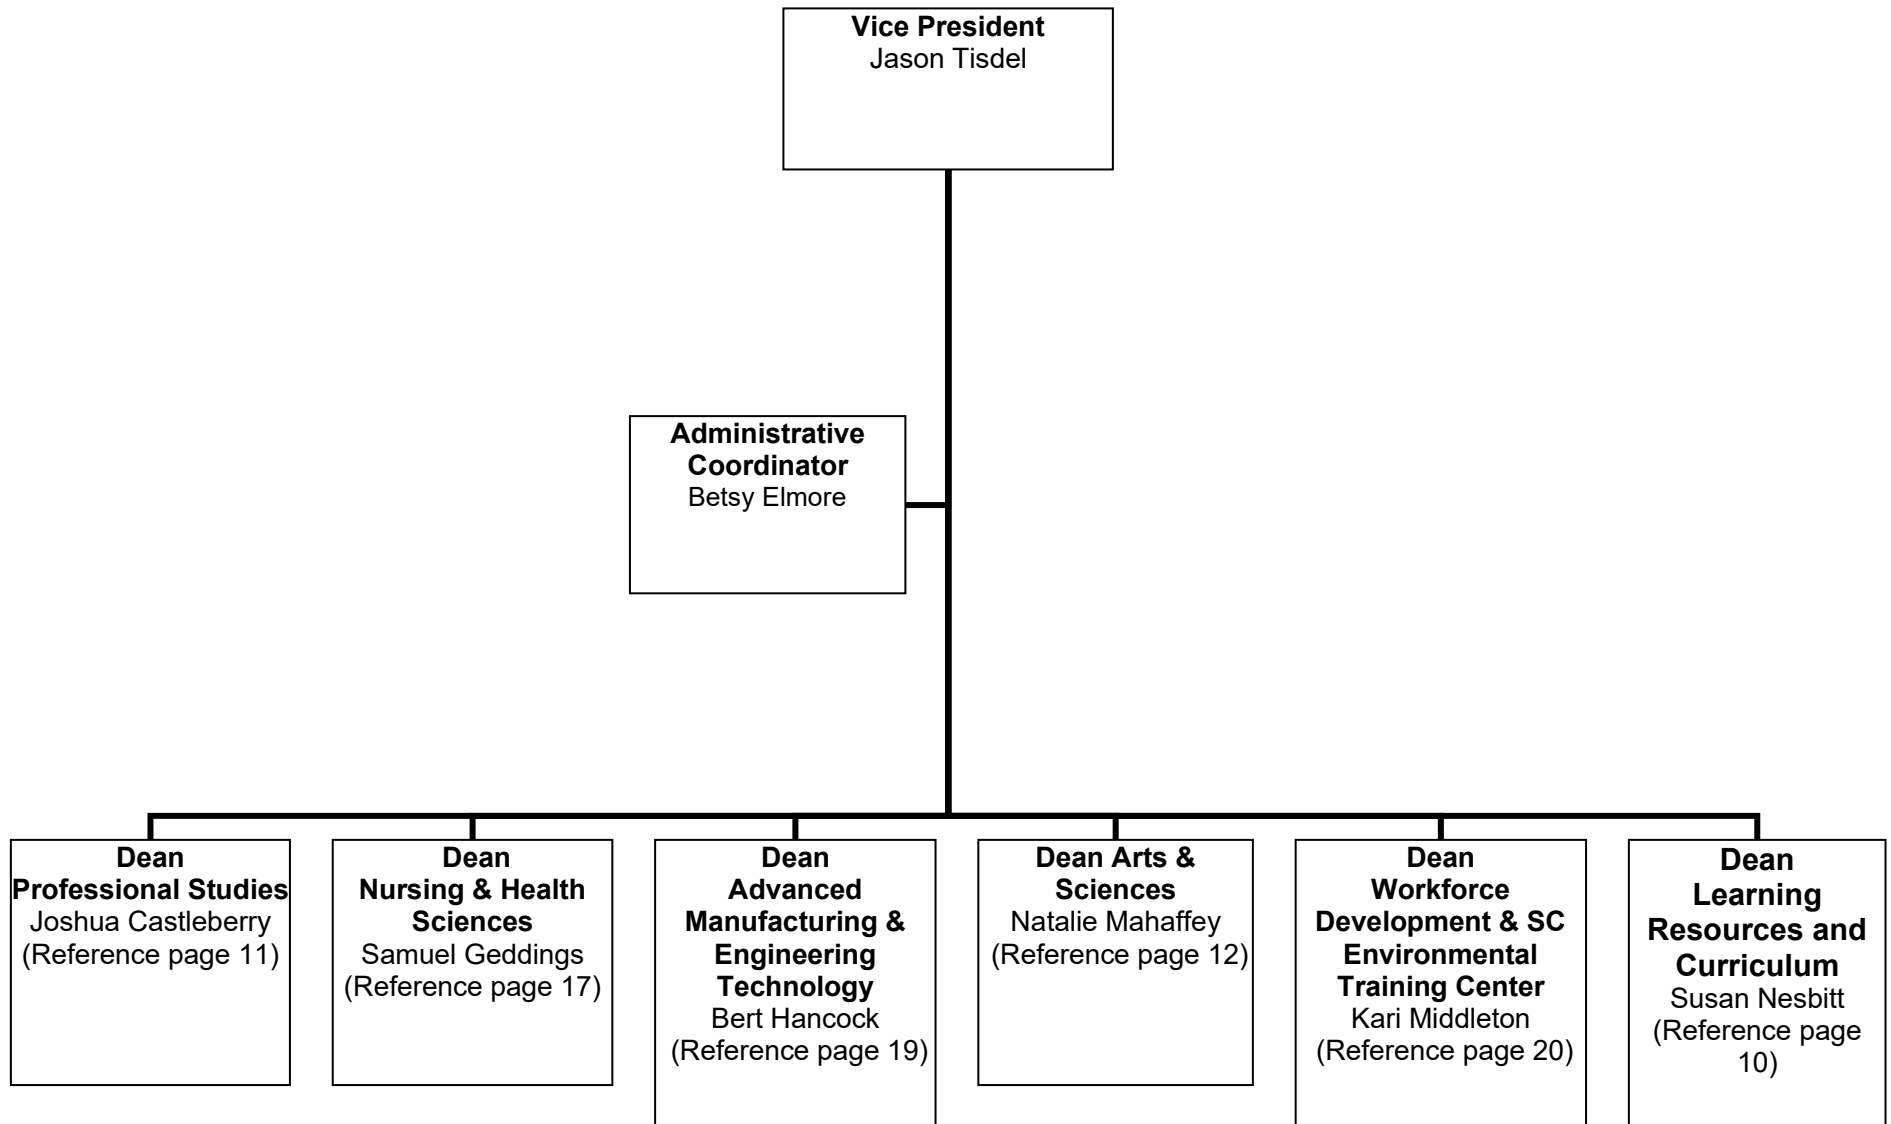 Vice President
Jason Tisdel
Administrative
Coordinator
Betsy Elmore
Dean
Professional Studies
Joshua Castleberry
(Reference page 11)
Dean
Nursing & Health
Sciences
Samuel Geddings
(Reference page 17)
Dean
Advanced
Manufacturing &
Engineering
Technology
Bert Hancock
(Reference page 19)
Dean Arts &
Sciences
Natalie Mahaffey
(Reference page 12)
Dean
Workforce
Development & SC
Environmental
Training Center
Kari Middleton
(Reference page 20)
Dean
Learning
Resources and
Curriculum
Susan Nesbitt
(Reference page
10)